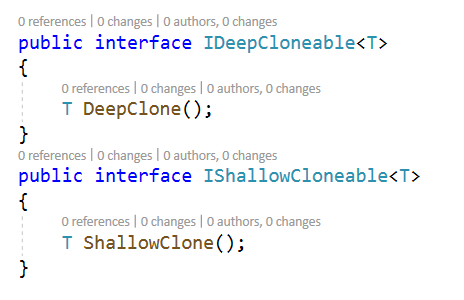 0 references | 0 changes | 0 authors, 0 changes
public interface IDeepCloneable<T>
{
0 references | 0 changes | 0 authors, 0 changes
T DeepClone();
}
0 references | 0 changes | 0 authors, 0 changes
public interface IShallowCloneable<T>
{
0 references | 0 changes | 0 authors, 0 changes
T ShallowClone();
}